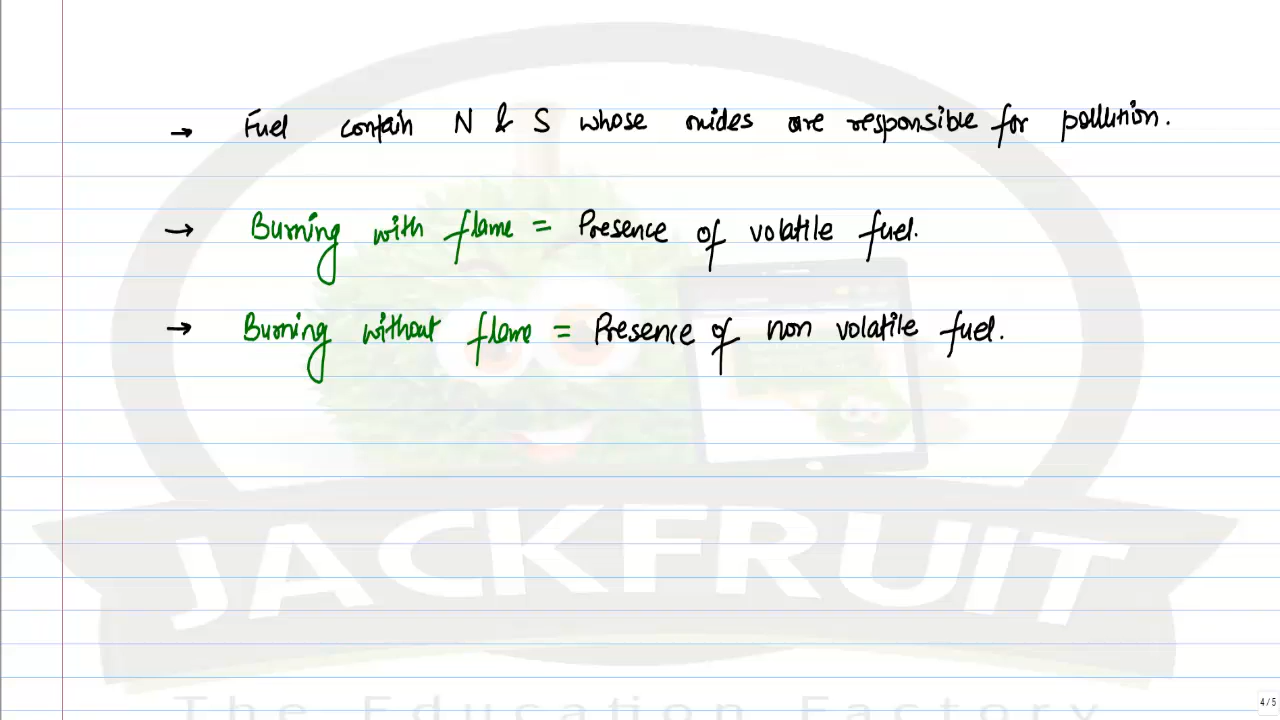 → Fuel contain N & S whose oxides are responsible for pollution.
→ Burning with flame = Presence of volatile fuel.
→ Burning without flame = Presence of non volatile fuel.
JACKFRUIT
The Education Factory
4/5